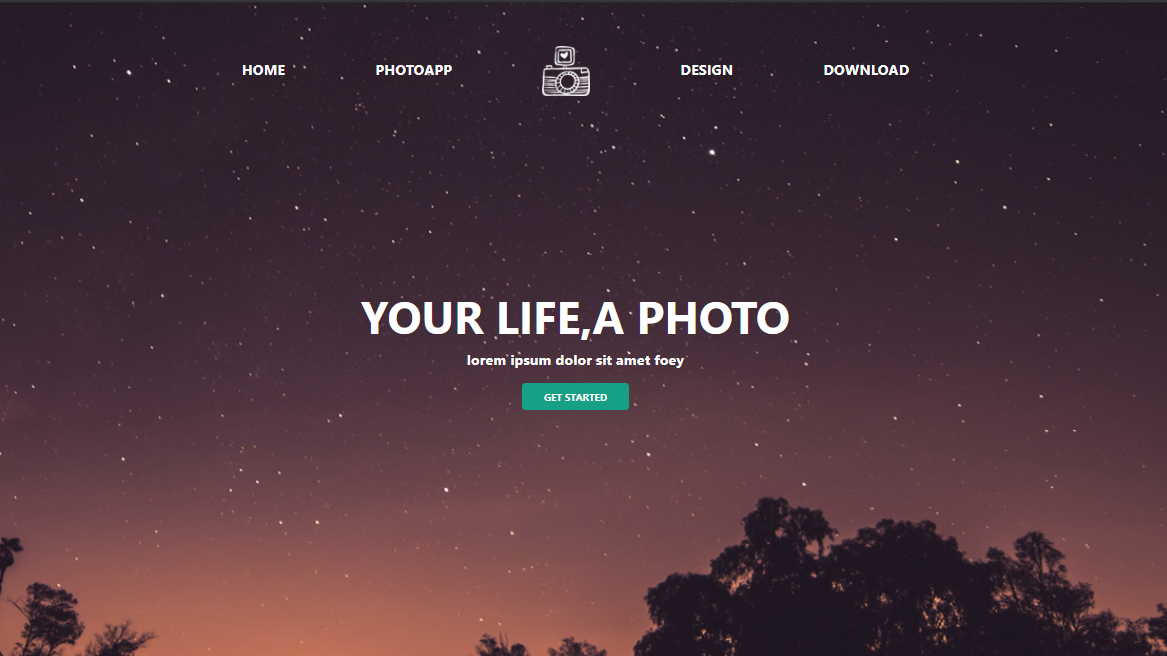 HOME PHOTOAPP DESIGN DOWNLOAD
YOUR LIFE,A PHOTO
lorem ipsum dolor sit amet foey
GET STARTED